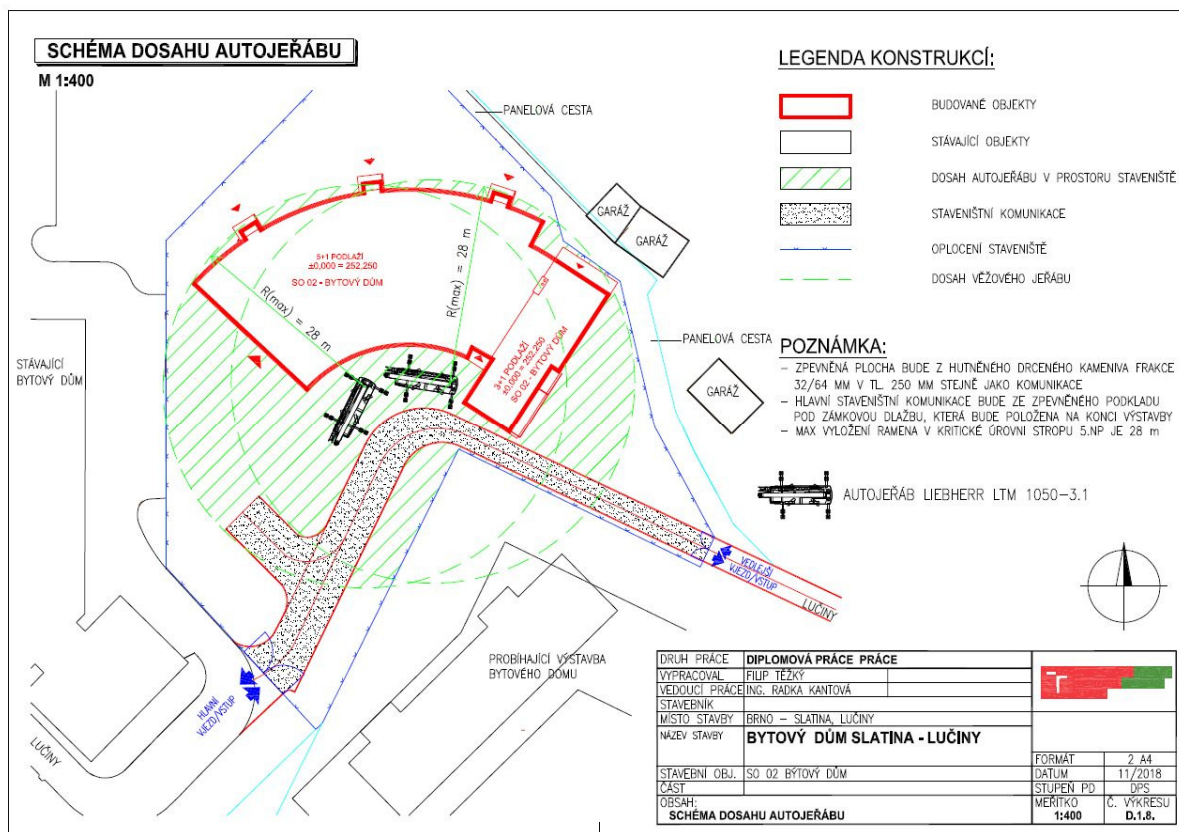 SCHÉMA DOSAHU AUTOJEŘÁBU
M 1:400
PANELOVÁ CESTA
GARÁŽ
GARÁŽ
5+1 PODLAŽÍ
±0,000 = 252,250
SO 02 - BYTOVÝ DŮM
R(max) = 28 m
R(max) = 28 m
3+1 PODLAŽÍ
±0,000 = 252,250
SO 02 - BYTOVÝ DŮM
PANELOVÁ CESTA
STÁVAJÍCÍ
BYTOVÝ DŮM
GARÁŽ
VEDLEJŠÍ
VJEZD/VSTUP
LUČINY
PROBÍHAJÍCÍ VÝSTAVBA
BYTOVÉHO DOMU
HLAVNÍ
VJEZD/VSTUP
LUČINY
LEGENDA KONSTRUKCÍ:
BUDOVANÉ OBJEKTY
STÁVAJÍCÍ OBJEKTY
DOSAH AUTOJEŘÁBU V PROSTORU STAVENIŠTĚ
STAVENIŠTNÍ KOMUNIKACE
OPLOCENÍ STAVENIŠTĚ
DOSAH VĚŽOVÉHO JEŘÁBU
POZNÁMKA:
- ZPEVNĚNÁ PLOCHA BUDE Z HUTNĚNÉHO DRCENÉHO KAMENIVA FRAKCE
32/64 MM V TL. 250 MM STEJNĚ JAKO KOMUNIKACE
- HLAVNÍ STAVENIŠTNÍ KOMUNIKACE BUDE ZE ZPEVNĚNÉHO PODKLADU
POD ZÁMKOVOU DLAŽBU, KTERÁ BUDE POLOŽENA NA KONCI VÝSTAVBY
- MAX VYLOŽENÍ RAMENA V KRITICKÉ ÚROVNI STROPU 5.NP JE 28 m
AUTOJEŘÁB LIEBHERR LTM 1050-3.1
DRUH PRÁCE DIPLOMOVÁ PRÁCE PRÁCE
VYPRACOVAL FILIP TĚŽKÝ
VEDOUCÍ PRÁCE ING. RADKA KANTOVÁ
STAVEBNÍK
MÍSTO STAVBY BRNO – SLATINA, LUČINY
NÁZEV STAVBY BYTOVÝ DŮM SLATINA - LUČINY
FORMÁT 2 A4
STAVEBNÍ OBJ. SO 02 BÝTOVÝ DŮM
DATUM 11/2018
ČÁST
STUPEŇ PD DPS
OBSAH:
SCHÉMA DOSAHU AUTOJEŘÁBU
MĚŘÍTKO Č. VÝKRESU
1:400 D.1.8.